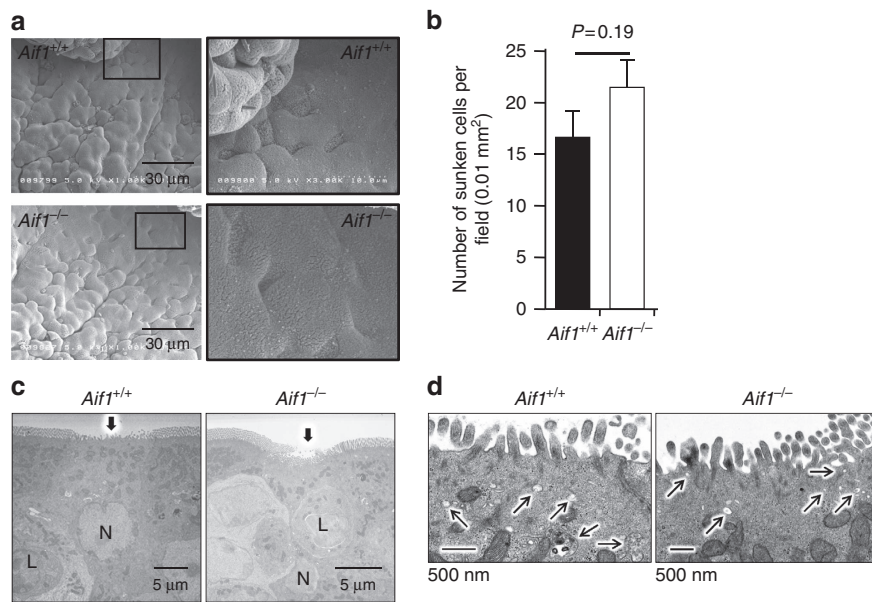 a
Aif1+/+
Aif1+/+
30 μm
Aif1–/–
Aif1–/–
30 μm
b
P=0.19
Number of sunken cells per
field (0.01 mm²)
25
20
15
10
5
0
Aif1+/+ Aif1–/–
c
Aif1+/+
Aif1–/–
N
L
5 μm
L
N
5 μm
d
Aif1+/+
Aif1–/–
500 nm
500 nm